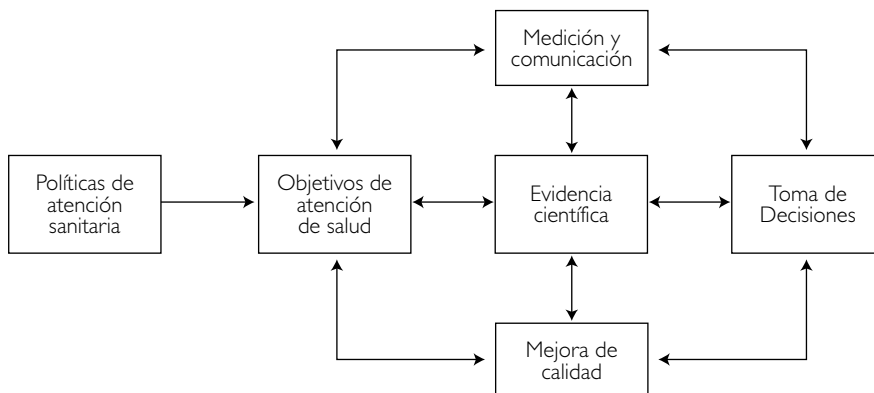 Medición y
comunicación
Políticas de
atención
sanitaria
Objetivos de
atención
de salud
Evidencia
científica
Toma de
Decisiones
Mejora de
calidad